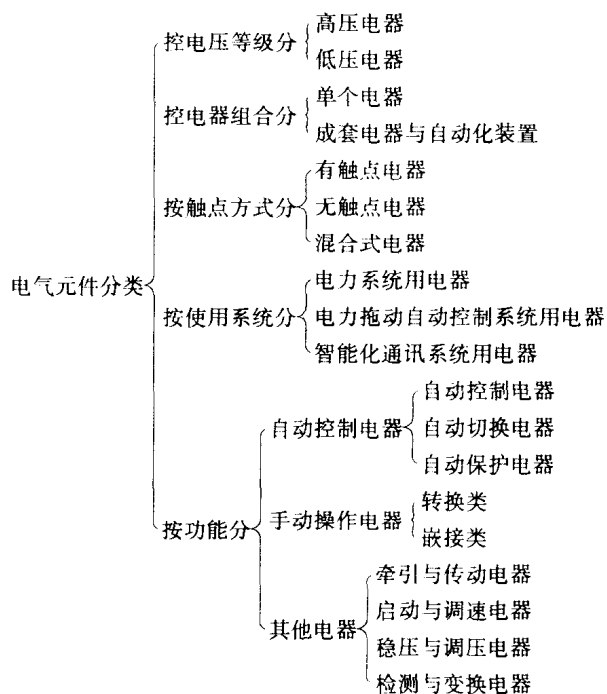 电气元件分类
控电压等级分
高压电器
低压电器
控电器组合分
单个电器
成套电器与自动化装置
按触点方式分
有触点电器
无触点电器
混合式电器
按使用系统分
电力系统用电器
电力拖动自动控制系统用电器
智能化通讯系统用电器
按功能分
自动控制电器
自动控制电器
自动切换电器
自动保护电器
手动操作电器
转换类
嵌接类
其他电器
牵引与传动电器
启动与调速电器
稳压与调压电器
检测与变换电器